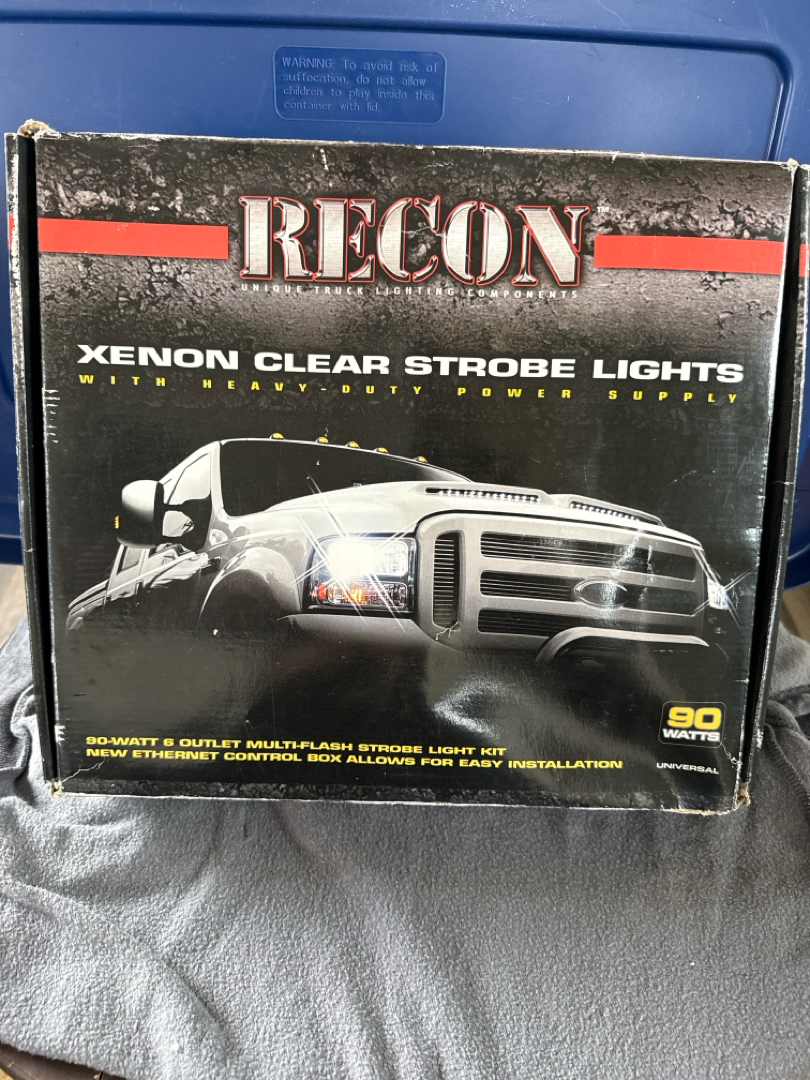 WARNING: To avoid risk of
suffocation, do not allow
children to play inside this
container with lid.
RECON™
UNIQUE TRUCK LIGHTING COMPONENTS
XENON CLEAR STROBE LIGHTS
WITH HEAVY-DUTY POWER SUPPLY
90
WATTS
90-WATT 6 OUTLET MULTI-FLASH STROBE LIGHT KIT
NEW ETHERNET CONTROL BOX ALLOWS FOR EASY INSTALLATION
UNIVERSAL